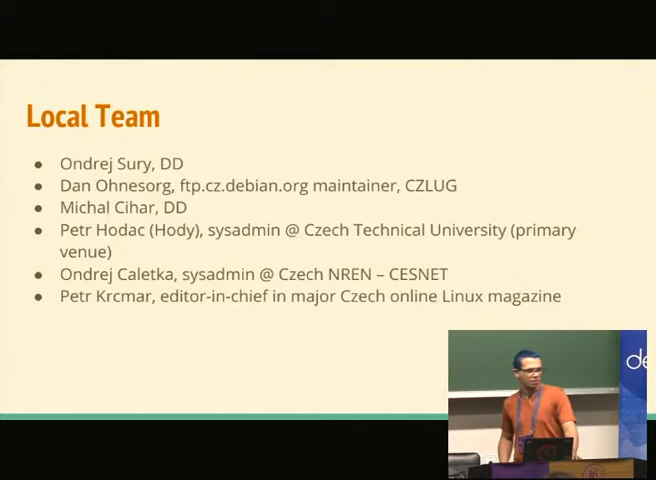 Local Team
Ondrej Sury, DD
Dan Ohnesorg, ftp.cz.debian.org maintainer, CZLUG
Michal Cihar, DD
Petr Hodac (Hody), sysadmin @ Czech Technical University (primary
venue)
Ondrej Caletka, sysadmin @ Czech NREN – CESNET
Petr Krcmar, editor-in-chief in major Czech online Linux magazine
de